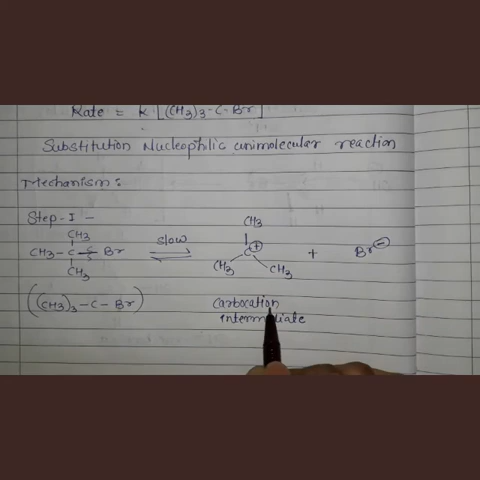 Rate = k [(CH3)3-C-Br]
Substitution Nucleophilic unimolecular reaction
Mechanism:
Step-I -
CH3
CH3-C-Br
CH3
slow
CH3
C+
CH3 CH3
+ Br-
((CH3)3-C-Br)
Carbocation
intermediate